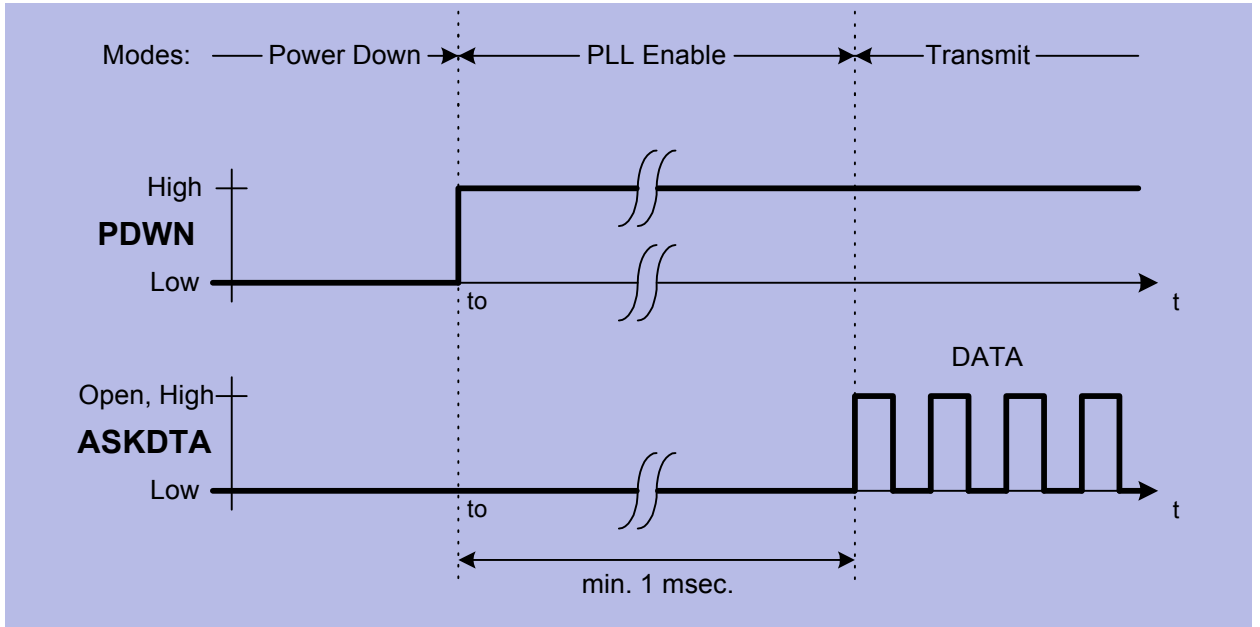 Modes: Power Down PLL Enable Transmit
High
PDWN
Low
to
t
DATA
Open, High
ASKDTA
Low
to
t
min. 1 msec.